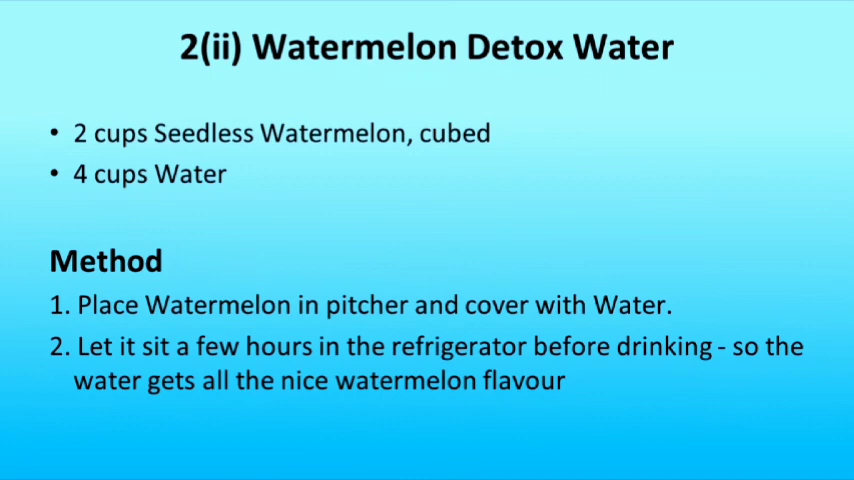 2(ii) Watermelon Detox Water
• 2 cups Seedless Watermelon, cubed
• 4 cups Water
Method
1. Place Watermelon in pitcher and cover with Water.
2. Let it sit a few hours in the refrigerator before drinking - so the
water gets all the nice watermelon flavour